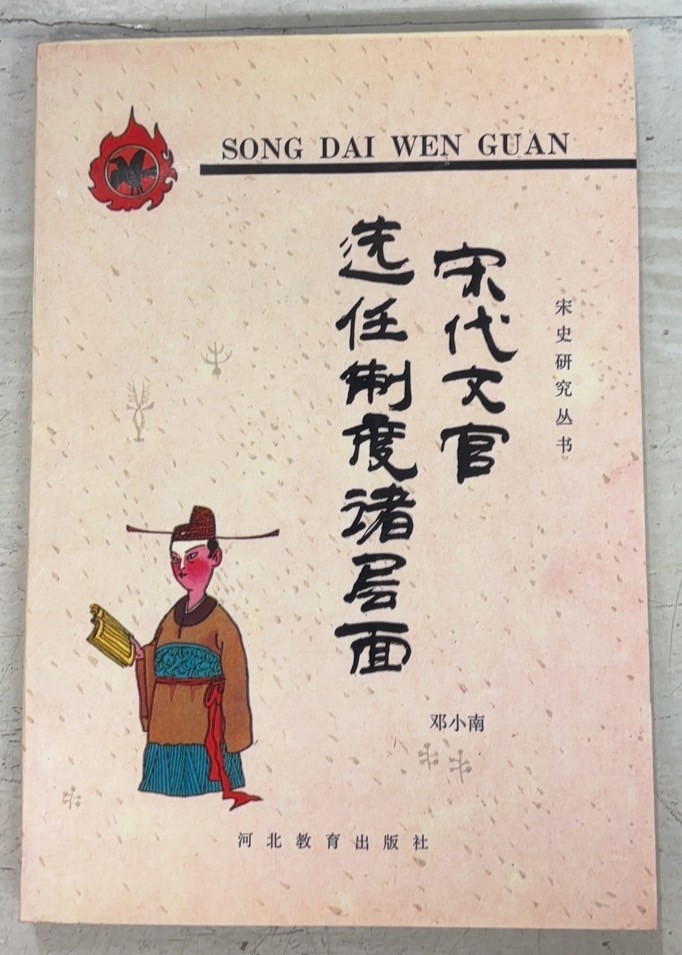 SONG DAI WEN GUAN
宋史研究丛书
宋代文官
选任制度诸层面
邓小南
河北教育出版社